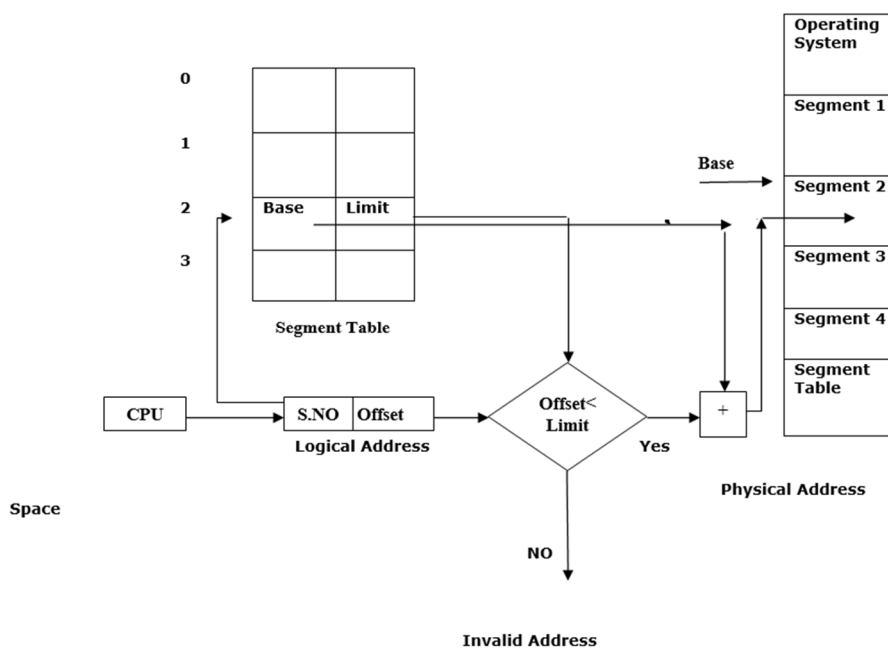 Operating
System
0
Segment 1
1
Base
Segment 2
2
Base
Limit
Segment 3
3
Segment 4
Segment Table
Segment
Table
CPU
S.NO
Offset
Offset<
Limit
+
Logical Address
Yes
Physical Address
Space
NO
Invalid Address